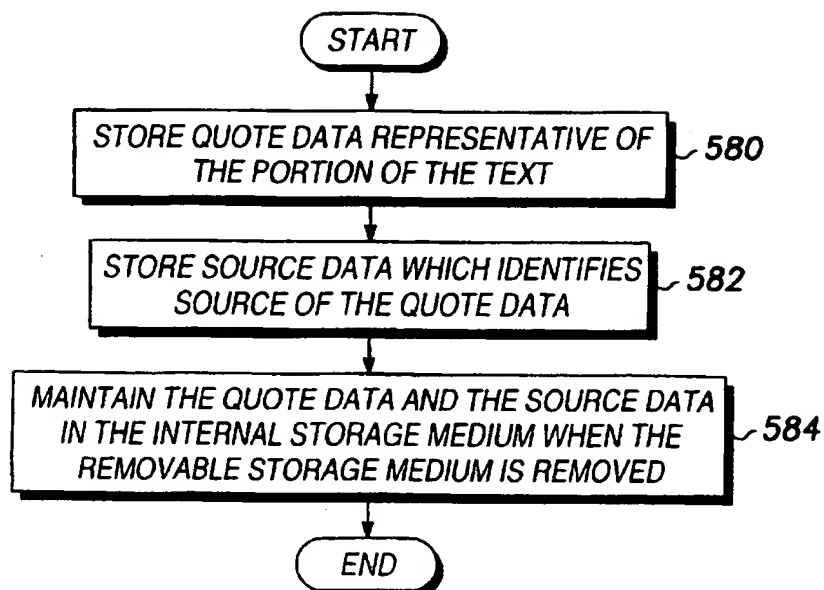 START
STORE QUOTE DATA REPRESENTATIVE OF
THE PORTION OF THE TEXT
580
STORE SOURCE DATA WHICH IDENTIFIES
SOURCE OF THE QUOTE DATA
582
MAINTAIN THE QUOTE DATA AND THE SOURCE DATA
IN THE INTERNAL STORAGE MEDIUM WHEN THE
REMOVABLE STORAGE MEDIUM IS REMOVED
584
END